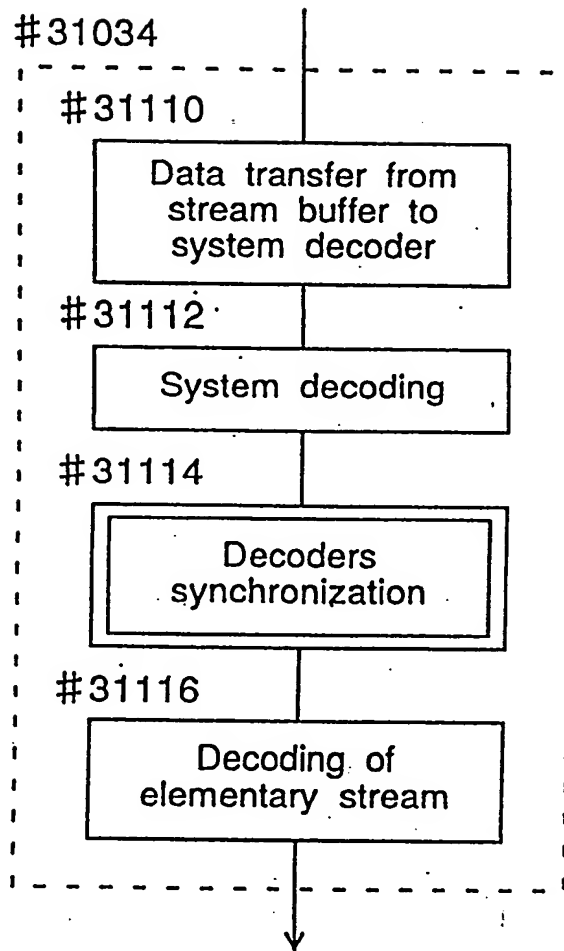 #31034
#31110
Data transfer from
stream buffer to
system decoder
#31112
System decoding
#31114
Decoders
synchronization
#31116
Decoding of
elementary stream